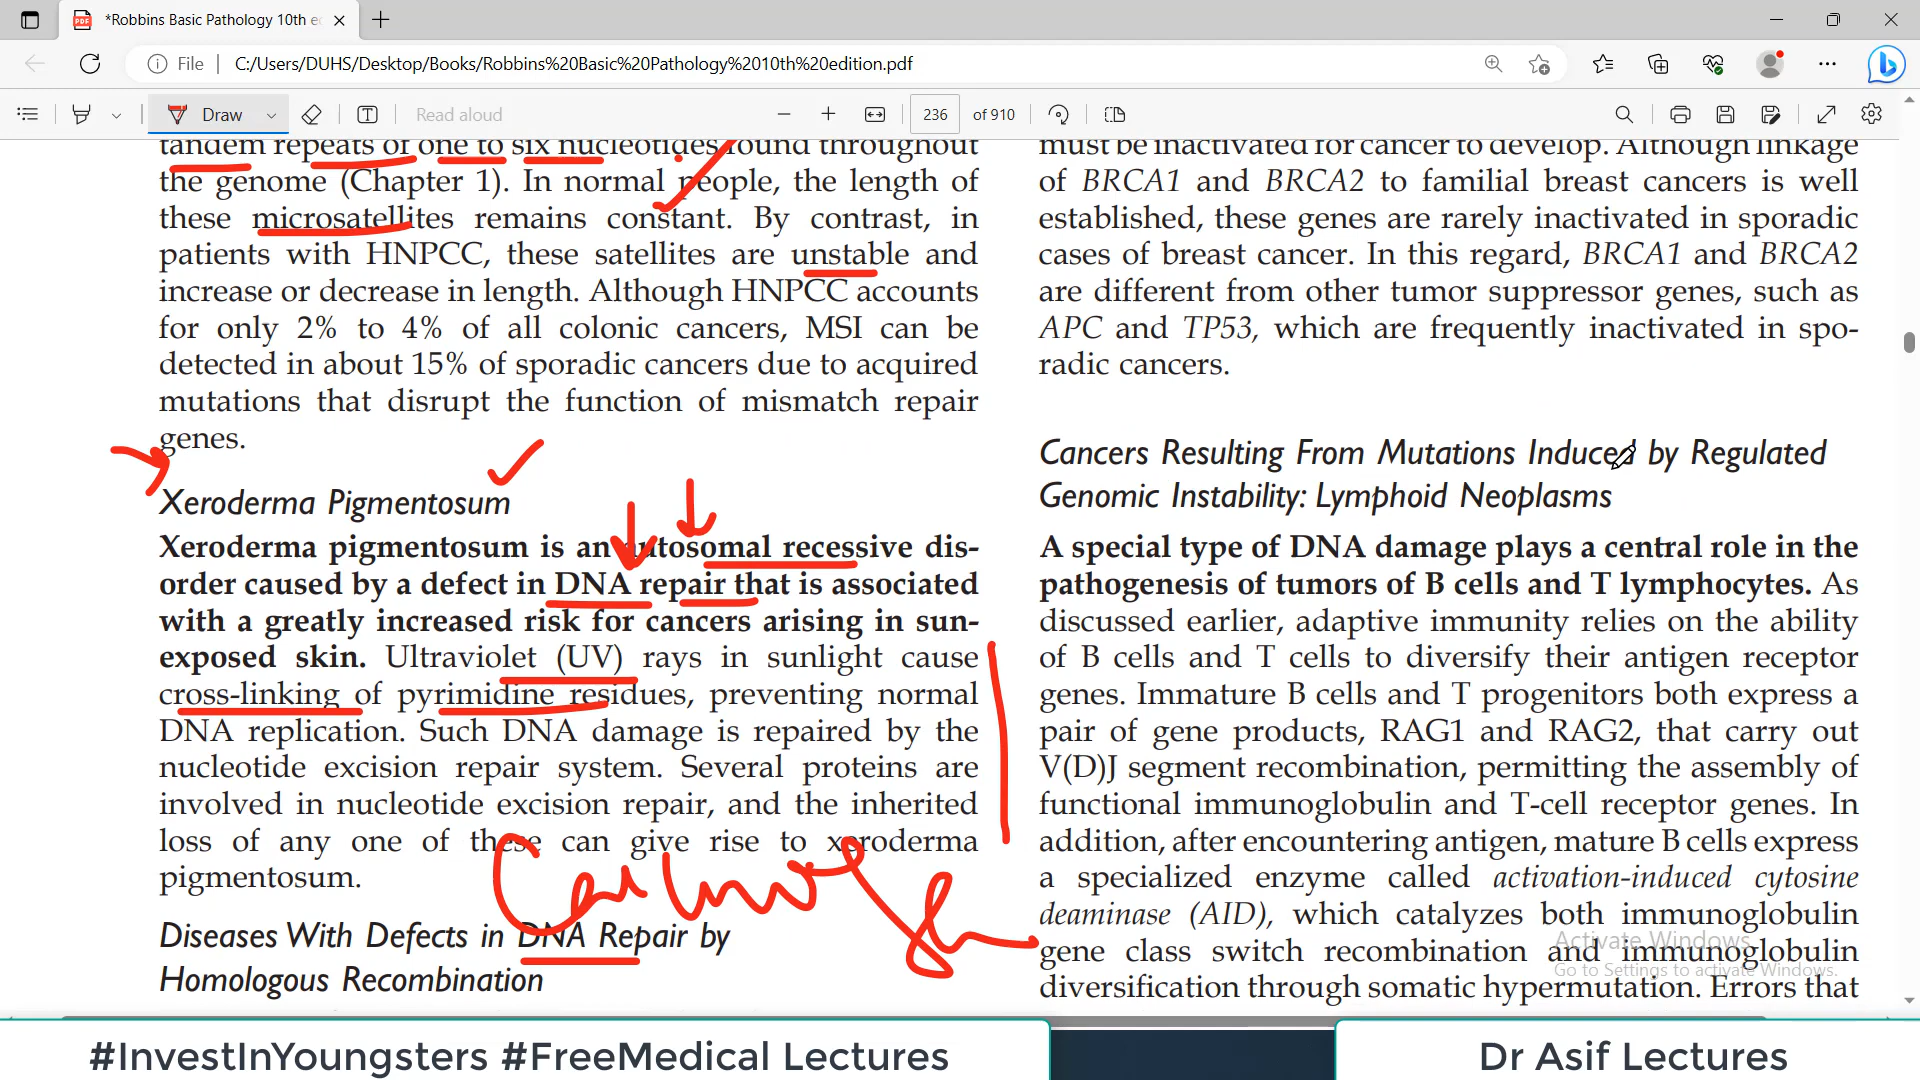 *Robbins Basic Pathology 10th e
File
C:/Users/DUHS/Desktop/Books/Robbins%20Basic%20Pathology%2010th%20edition.pdf
Draw
Read aloud
236
of 910
tandem repeats of one to six nucleotides found throughout
the genome (Chapter 1). In normal people, the length of
these microsatellites remains constant. By contrast, in
patients with HNPCC, these satellites are unstable and
increase or decrease in length. Although HNPCC accounts
for only 2% to 4% of all colonic cancers, MSI can be
detected in about 15% of sporadic cancers due to acquired
mutations that disrupt the function of mismatch repair
genes.
Xeroderma Pigmentosum
Xeroderma pigmentosum is an autosomal recessive dis-
order caused by a defect in DNA repair that is associated
with a greatly increased risk for cancers arising in sun-
exposed skin. Ultraviolet (UV) rays in sunlight cause
cross-linking of pyrimidine residues, preventing normal
DNA replication. Such DNA damage is repaired by the
nucleotide excision repair system. Several proteins are
involved in nucleotide excision repair, and the inherited
loss of any one of these can give rise to xeroderma
pigmentosum.
Diseases With Defects in DNA Repair by
Homologous Recombination
must be inactivated for cancer to develop. Although linkage
of BRCA1 and BRCA2 to familial breast cancers is well
established, these genes are rarely inactivated in sporadic
cases of breast cancer. In this regard, BRCA1 and BRCA2
are different from other tumor suppressor genes, such as
APC and TP53, which are frequently inactivated in spo-
radic cancers.
Cancers Resulting From Mutations Induced by Regulated
Genomic Instability: Lymphoid Neoplasms
A special type of DNA damage plays a central role in the
pathogenesis of tumors of B cells and T lymphocytes. As
discussed earlier, adaptive immunity relies on the ability
of B cells and T cells to diversify their antigen receptor
genes. Immature B cells and T progenitors both express a
pair of gene products, RAG1 and RAG2, that carry out
V(D)J segment recombination, permitting the assembly of
functional immunoglobulin and T-cell receptor genes. In
addition, after encountering antigen, mature B cells express
a specialized enzyme called activation-induced cytosine
deaminase (AID), which catalyzes both immunoglobulin
gene class switch recombination and immunoglobulin
diversification through somatic hypermutation. Errors that
Activate Windows
Go to Settings to activate Windows.
#InvestInYoungsters #FreeMedical Lectures
Dr Asif Lectures